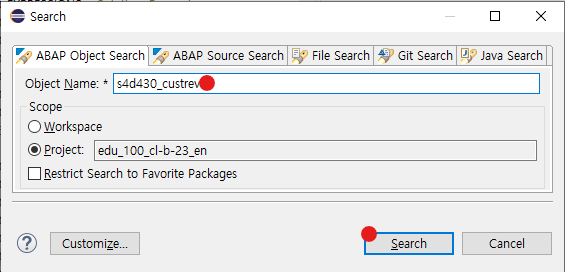 Search
ABAP Object Search ABAP Source Search File Search Git Search Java Search
Object Name: * s4d430_custrev
Scope
Workspace
Project: edu_100_cl-b-23_en
Restrict Search to Favorite Packages
? Customize... Search Cancel